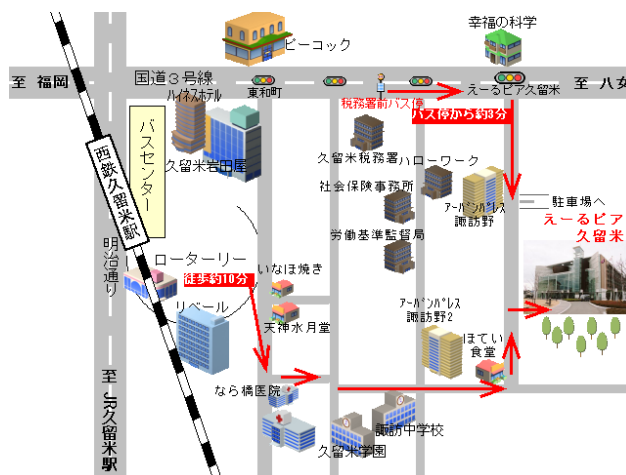 ピーコック
幸福の科学
至 福岡
国道３号線
東和町
えーるピア久留米
至 八女
ハイネスホテル
税務署前バス停
バス停から約3分
バスセンター
久留米岩田屋
久留米税務署
ハローワーク
西鉄久留米駅
社会保険事務所
アーバンパレス
諏訪野
駐車場へ
えーるピア
久留米
労働基準監督局
明治通り
ローターリー
徒歩約10分
いなほ焼き
リベール
天神水月堂
アーバンパレス
諏訪野2
ほてい
食堂
至 JR久留米駅
なら橋医院
諏訪中学校
久留米学園